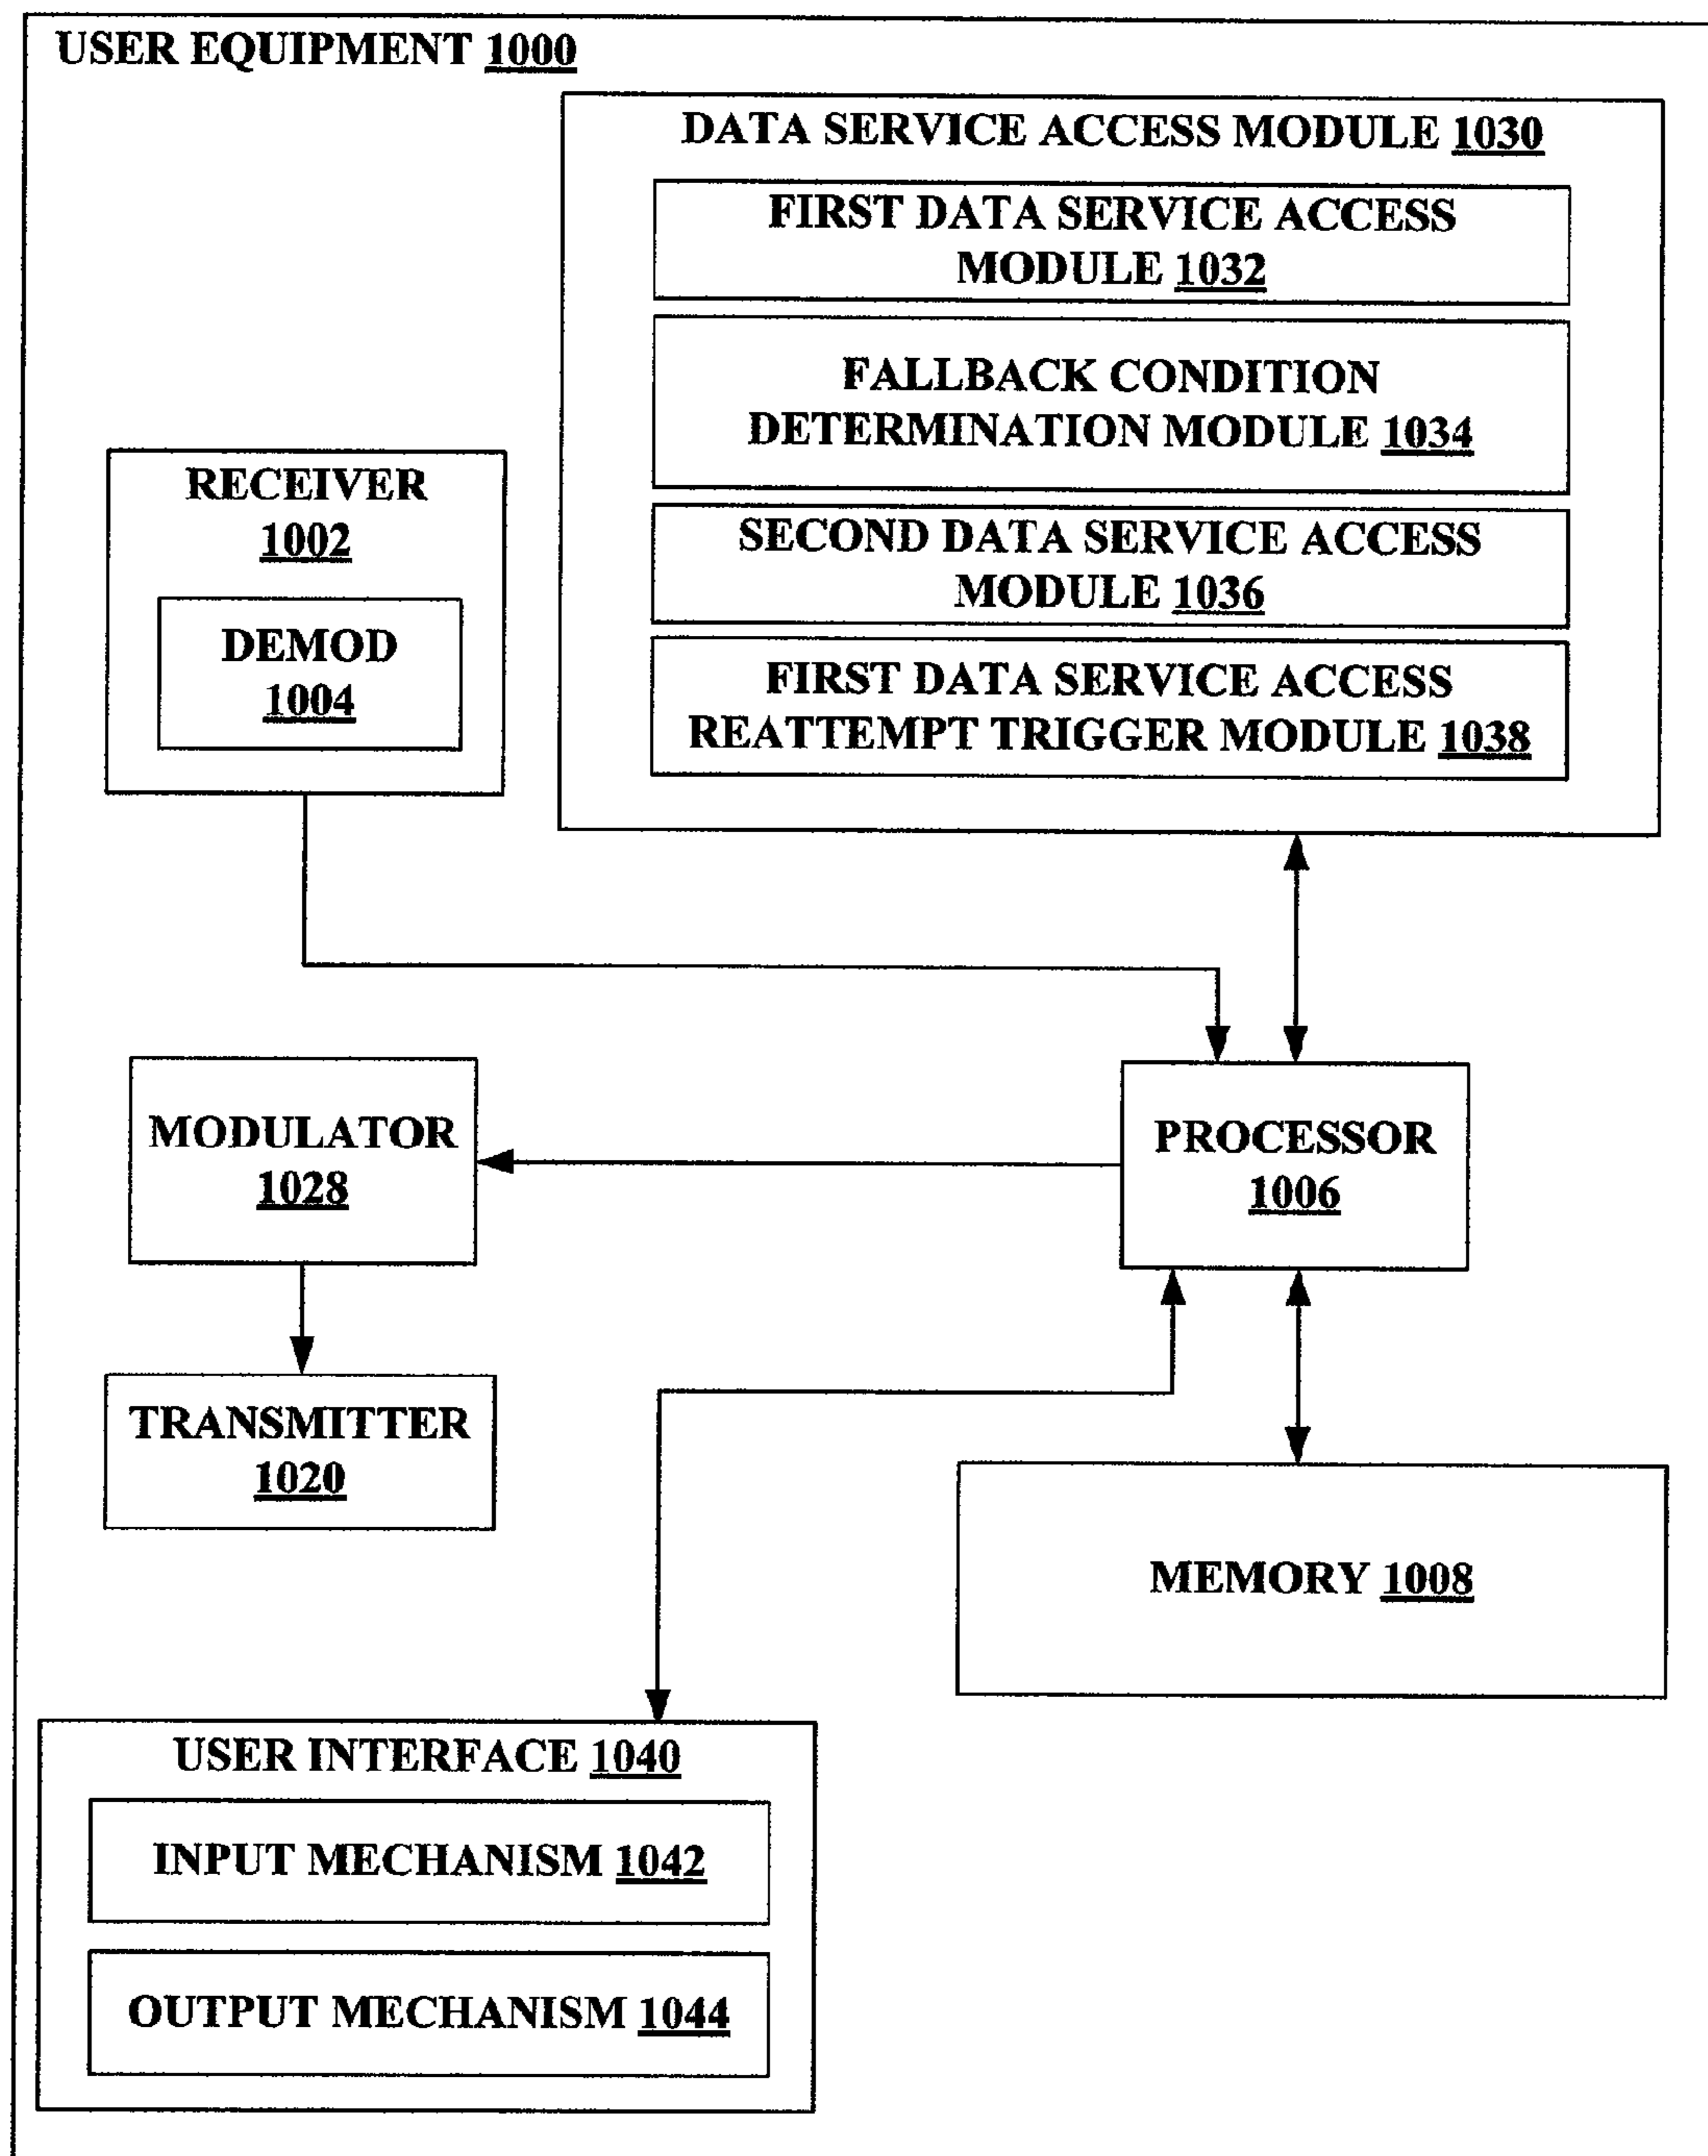 USER EQUIPMENT 1000
DATA SERVICE ACCESS MODULE 1030
FIRST DATA SERVICE ACCESS
MODULE 1032
FALLBACK CONDITION
DETERMINATION MODULE 1034
SECOND DATA SERVICE ACCESS
MODULE 1036
FIRST DATA SERVICE ACCESS
REATTEMPT TRIGGER MODULE 1038
RECEIVER
1002
DEMOD
1004
MODULATOR
1028
PROCESSOR
1006
TRANSMITTER
1020
MEMORY 1008
USER INTERFACE 1040
INPUT MECHANISM 1042
OUTPUT MECHANISM 1044